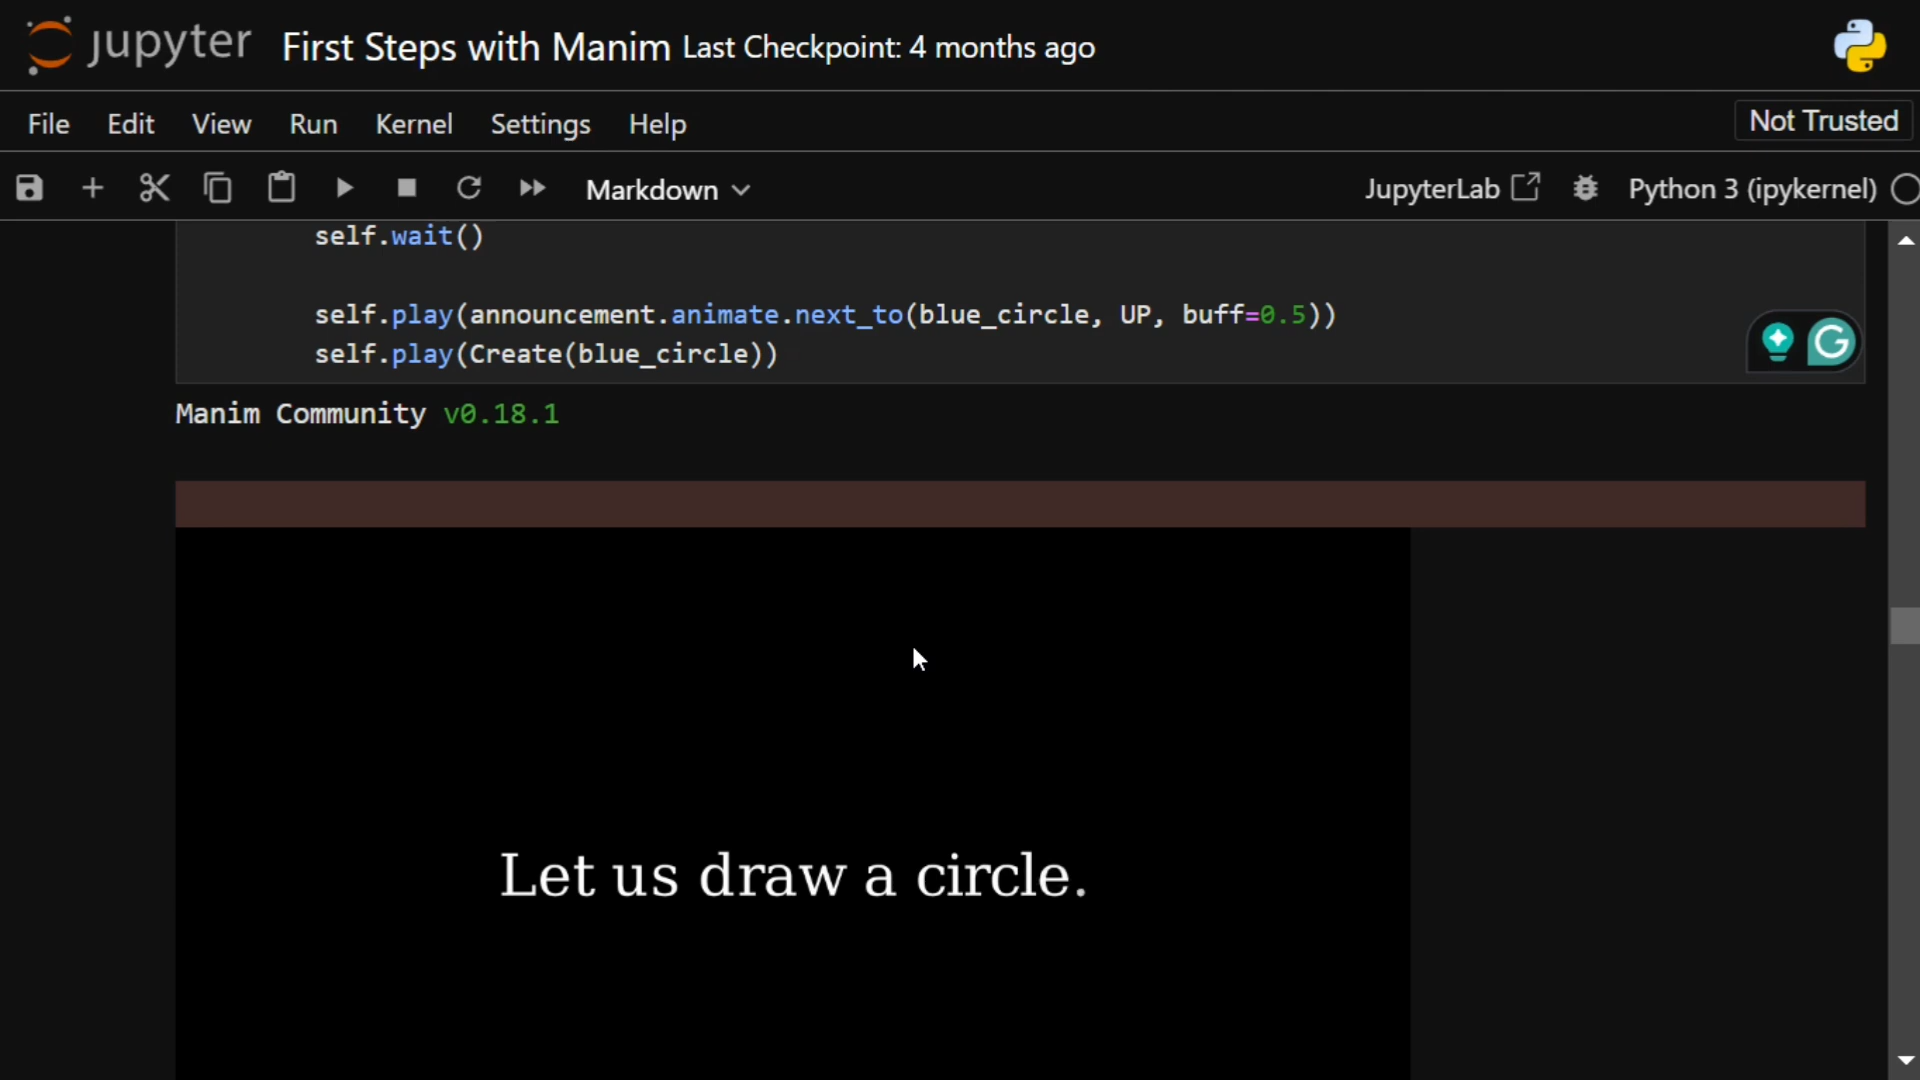 jupyter First Steps with Manim Last Checkpoint: 4 months ago
File Edit View Run Kernel Settings Help Not Trusted
Markdown JupyterLab Python 3 (ipykernel)
self.wait()
self.play(announcement.animate.next_to(blue_circle, UP, buff=0.5))
self.play(Create(blue_circle))
Manim Community v0.18.1
Let us draw a circle.